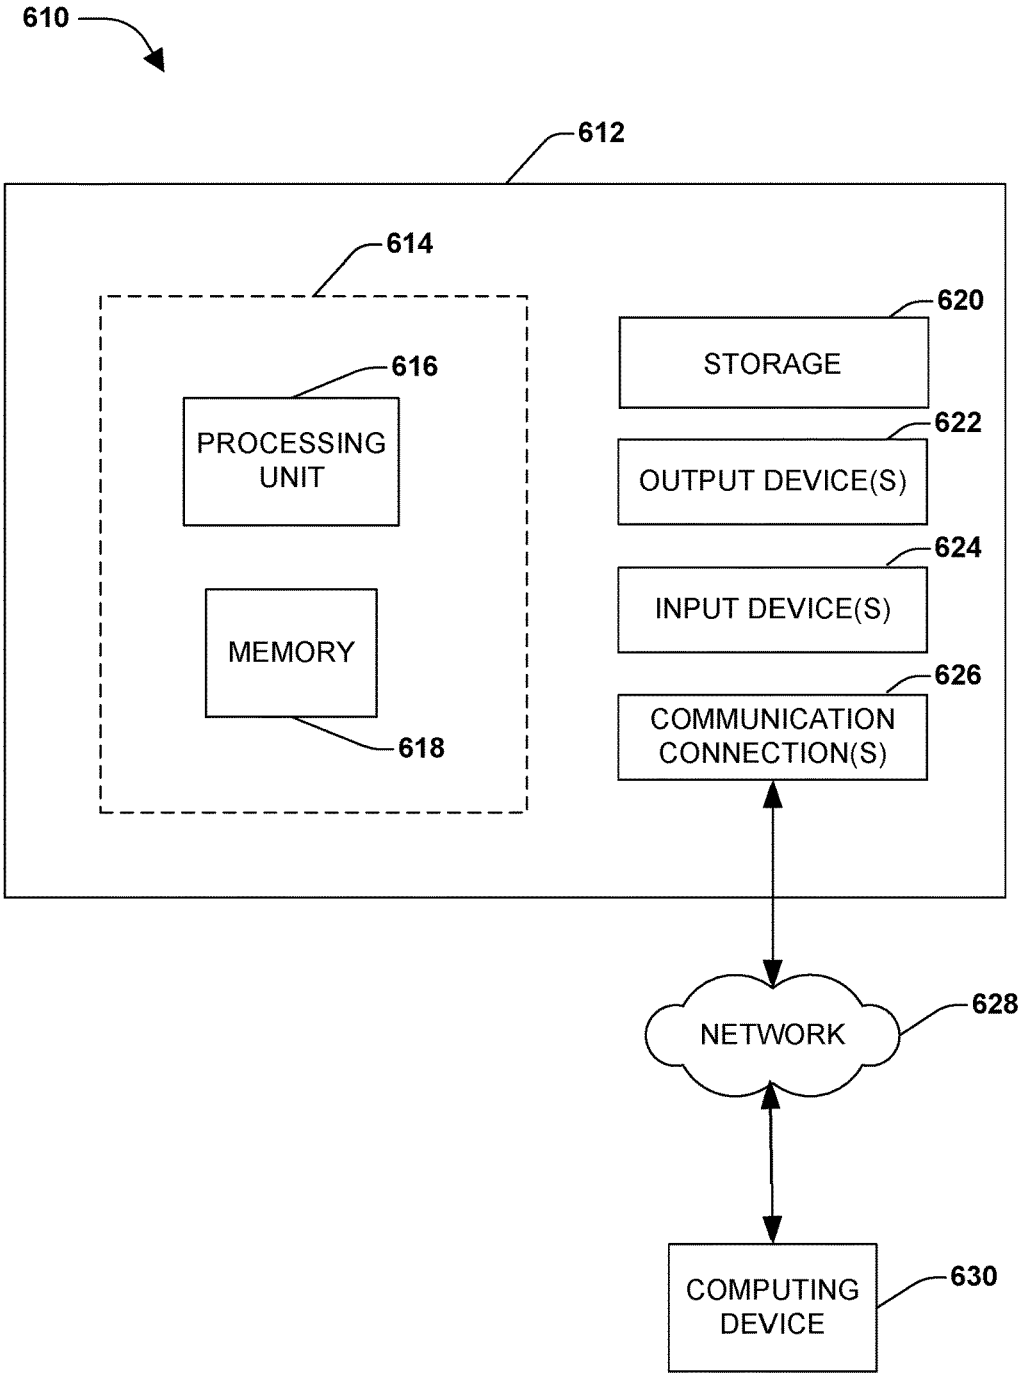 610
612
614
616
PROCESSING
UNIT
MEMORY
618
620
STORAGE
622
OUTPUT DEVICE(S)
624
INPUT DEVICE(S)
626
COMMUNICATION
CONNECTION(S)
NETWORK
628
COMPUTING
DEVICE
630